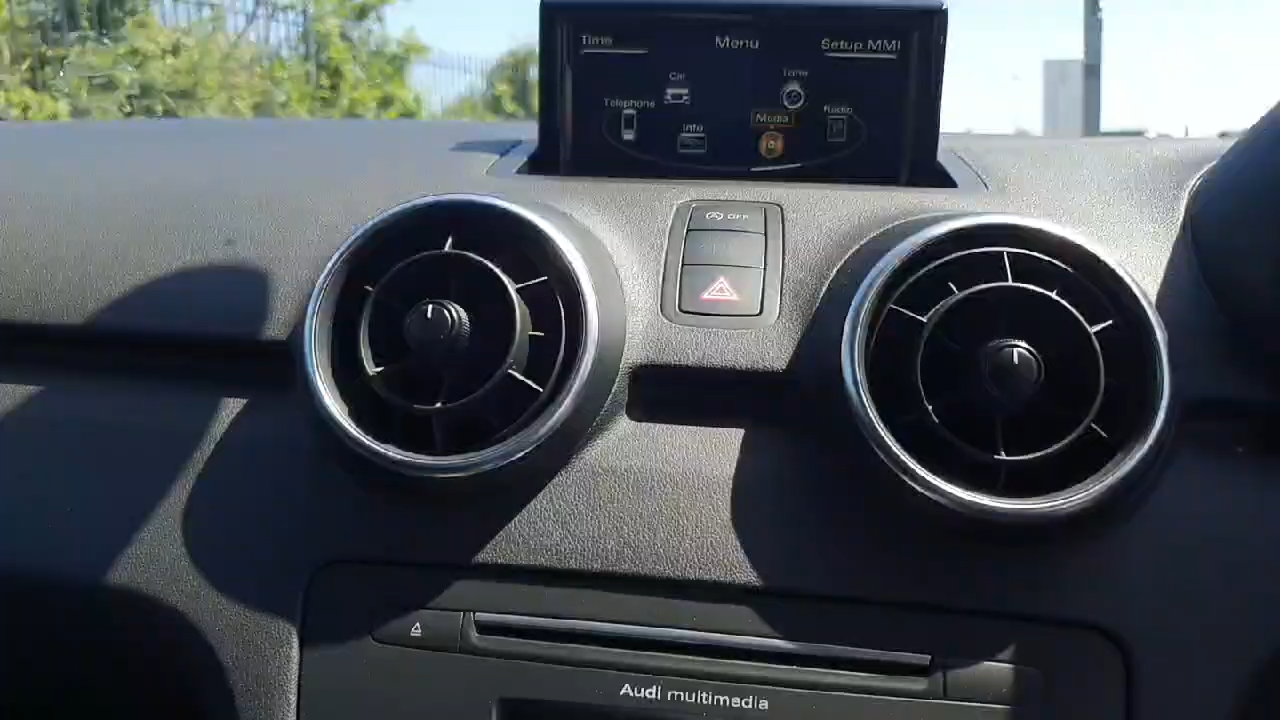 Time Menu Setup MMI
Car Tone
Telephone Info Media Radio
OFF
Audi multimedia